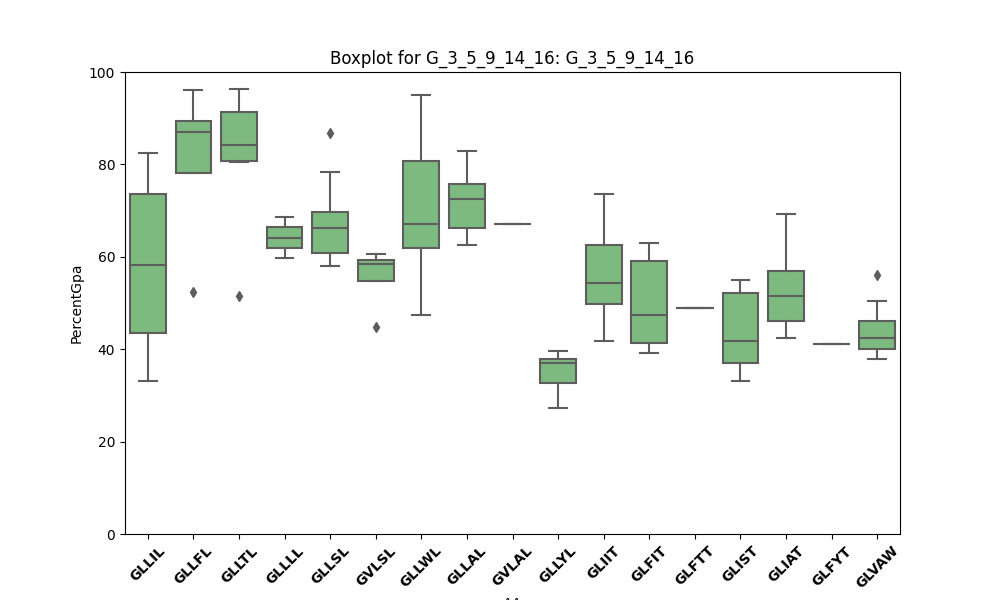 Boxplot for G_3_5_9_14_16: G_3_5_9_14_16
PercentGpa
100
80
60
40
20
0
GLLIL GLLFL GLLTL GLLLL GLLSL GVLSL GLLWL GLLAL GVLAL GLLYL GLIIT GLFIT GLFTT GLIST GLIAT GLFYT GLVAW